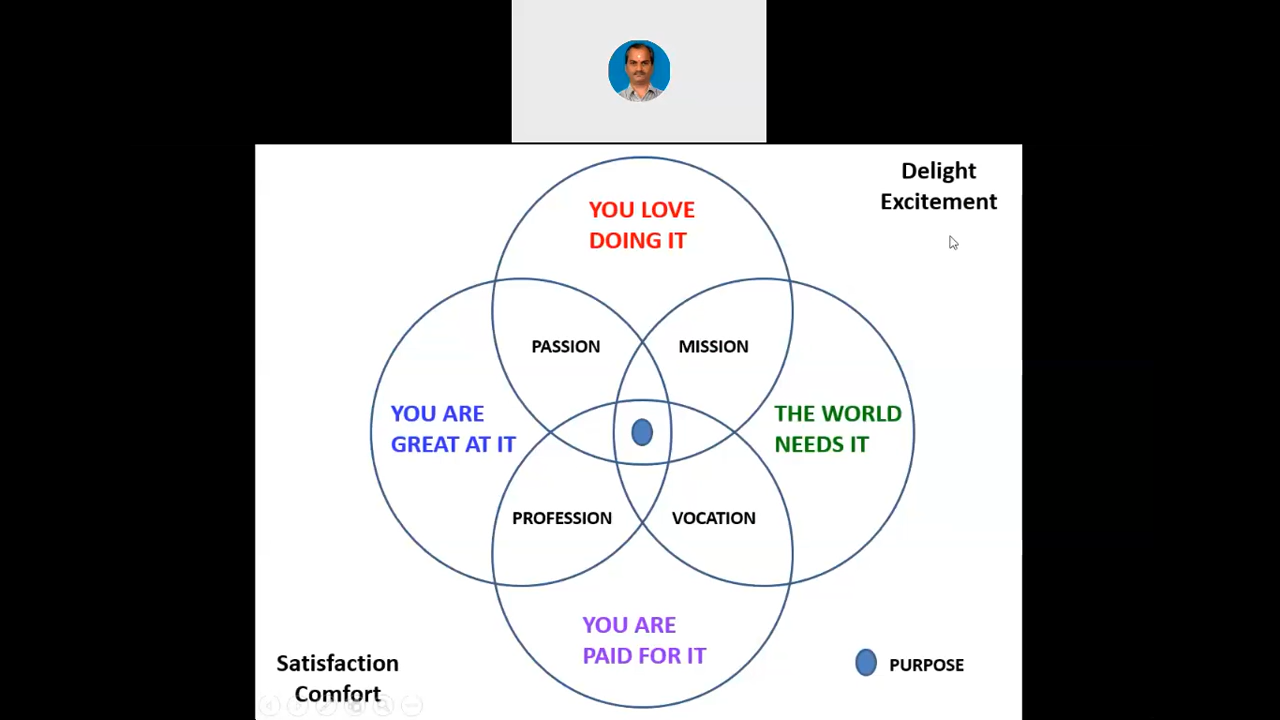 Delight
Excitement
YOU LOVE
DOING IT
PASSION
MISSION
YOU ARE
GREAT AT IT
THE WORLD
NEEDS IT
PROFESSION
VOCATION
YOU ARE
PAID FOR IT
Satisfaction
Comfort
PURPOSE